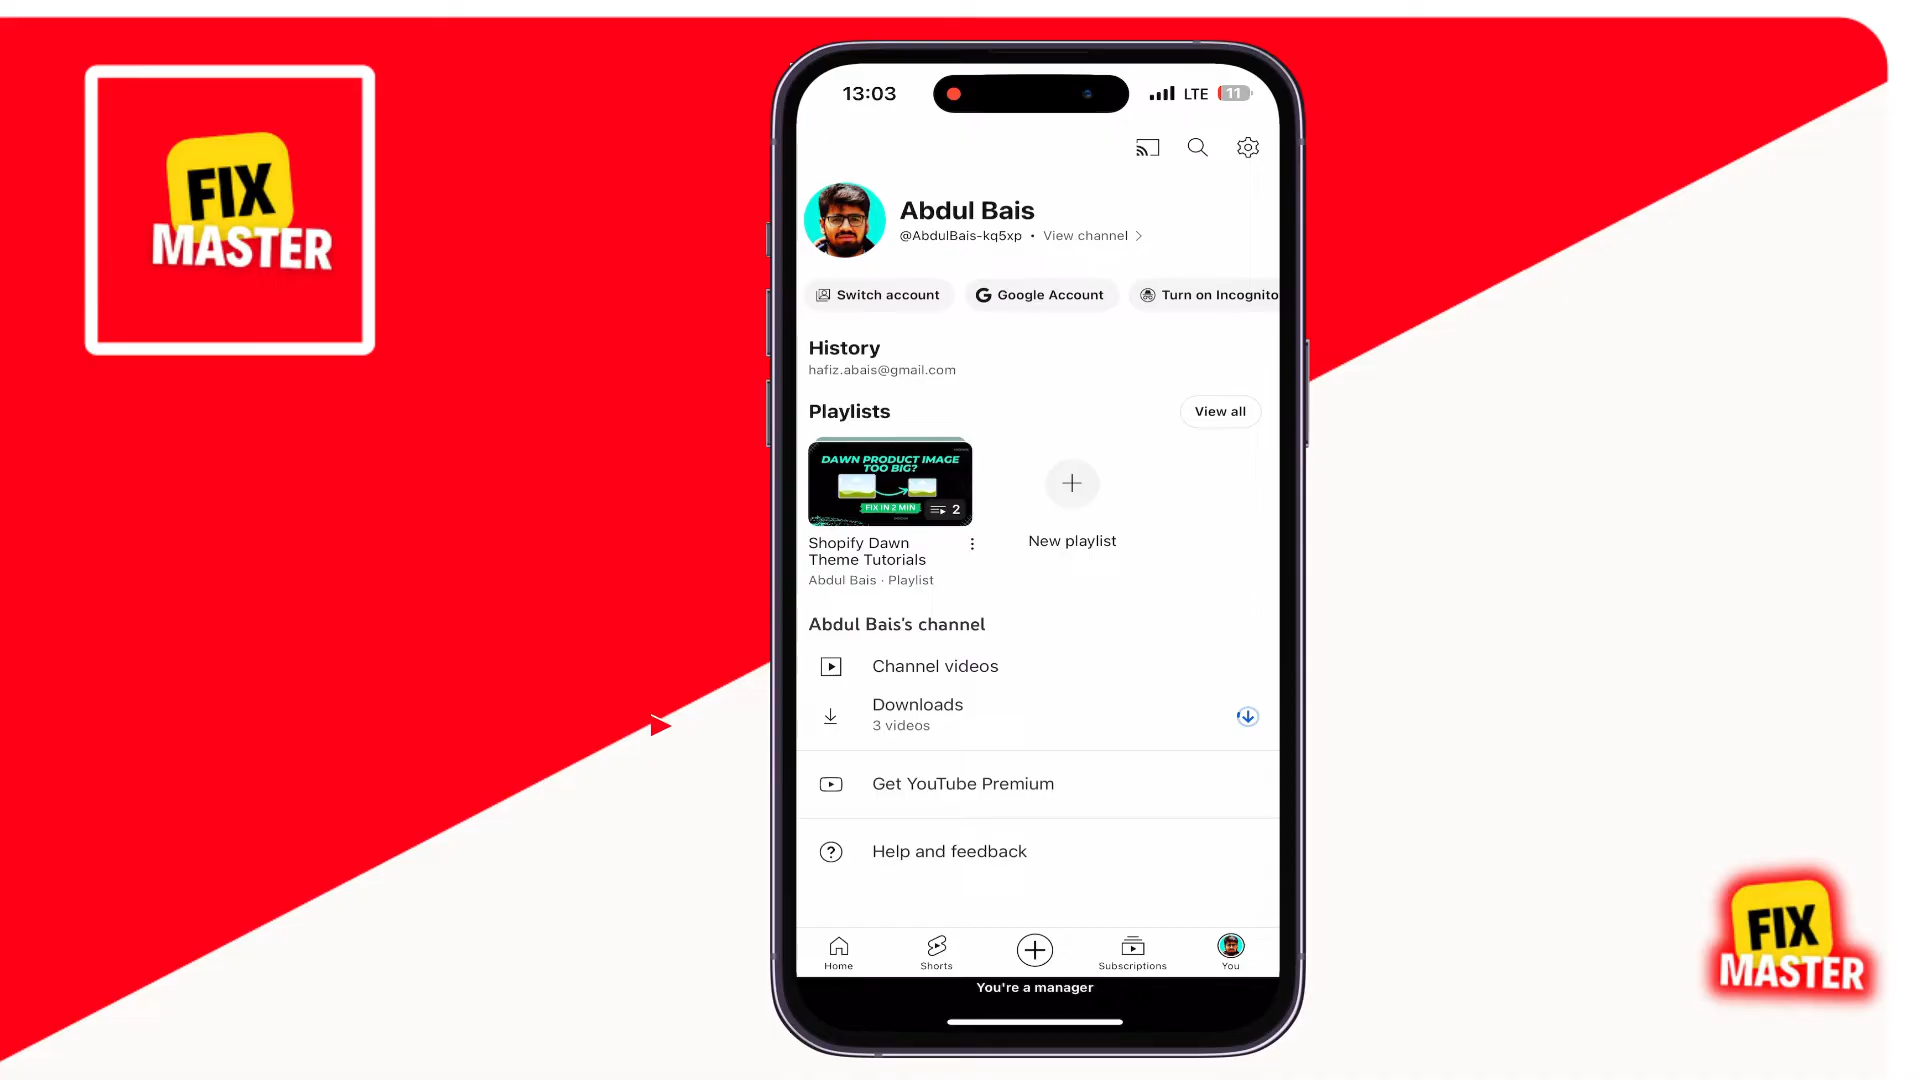 FIX
MASTER
13:03
LTE
11
Abdul Bais
@AbdulBais-kq5xp • View channel
Switch account
Google Account
Turn on Incognito
History
hafiz.abais@gmail.com
Playlists
View all
DAWN PRODUCT IMAGE
TOO BIG?
FIX IN 2 MIN
2
Shopify Dawn
Theme Tutorials
Abdul Bais · Playlist
New playlist
Abdul Bais's channel
Channel videos
Downloads
3 videos
Get YouTube Premium
Help and feedback
Home
Shorts
Subscriptions
You
You're a manager
FIX
MASTER